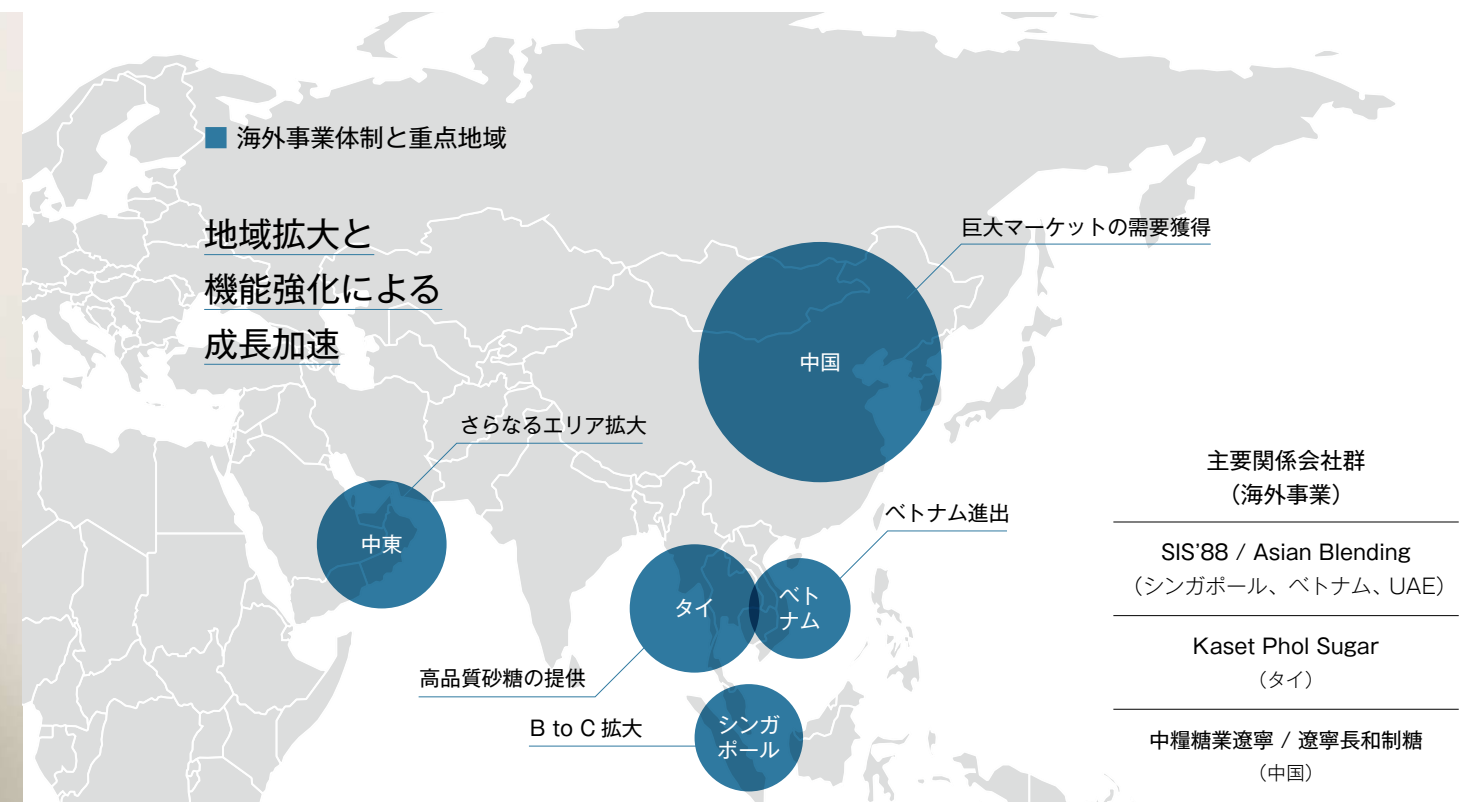 ■ 海外事業体制と重点地域
地域拡大と
機能強化による
成長加速
巨大マーケットの需要獲得
中国
さらなるエリア拡大
中東
ベトナム進出
タイ
ベト
ナム
高品質砂糖の提供
B to C 拡大
シンガ
ポール
主要関係会社群
（海外事業）
SIS’88 / Asian Blending
（シンガポール、ベトナム、UAE）
Kaset Phol Sugar
（タイ）
中糧糖業遼寧 / 遼寧長和制糖
（中国）